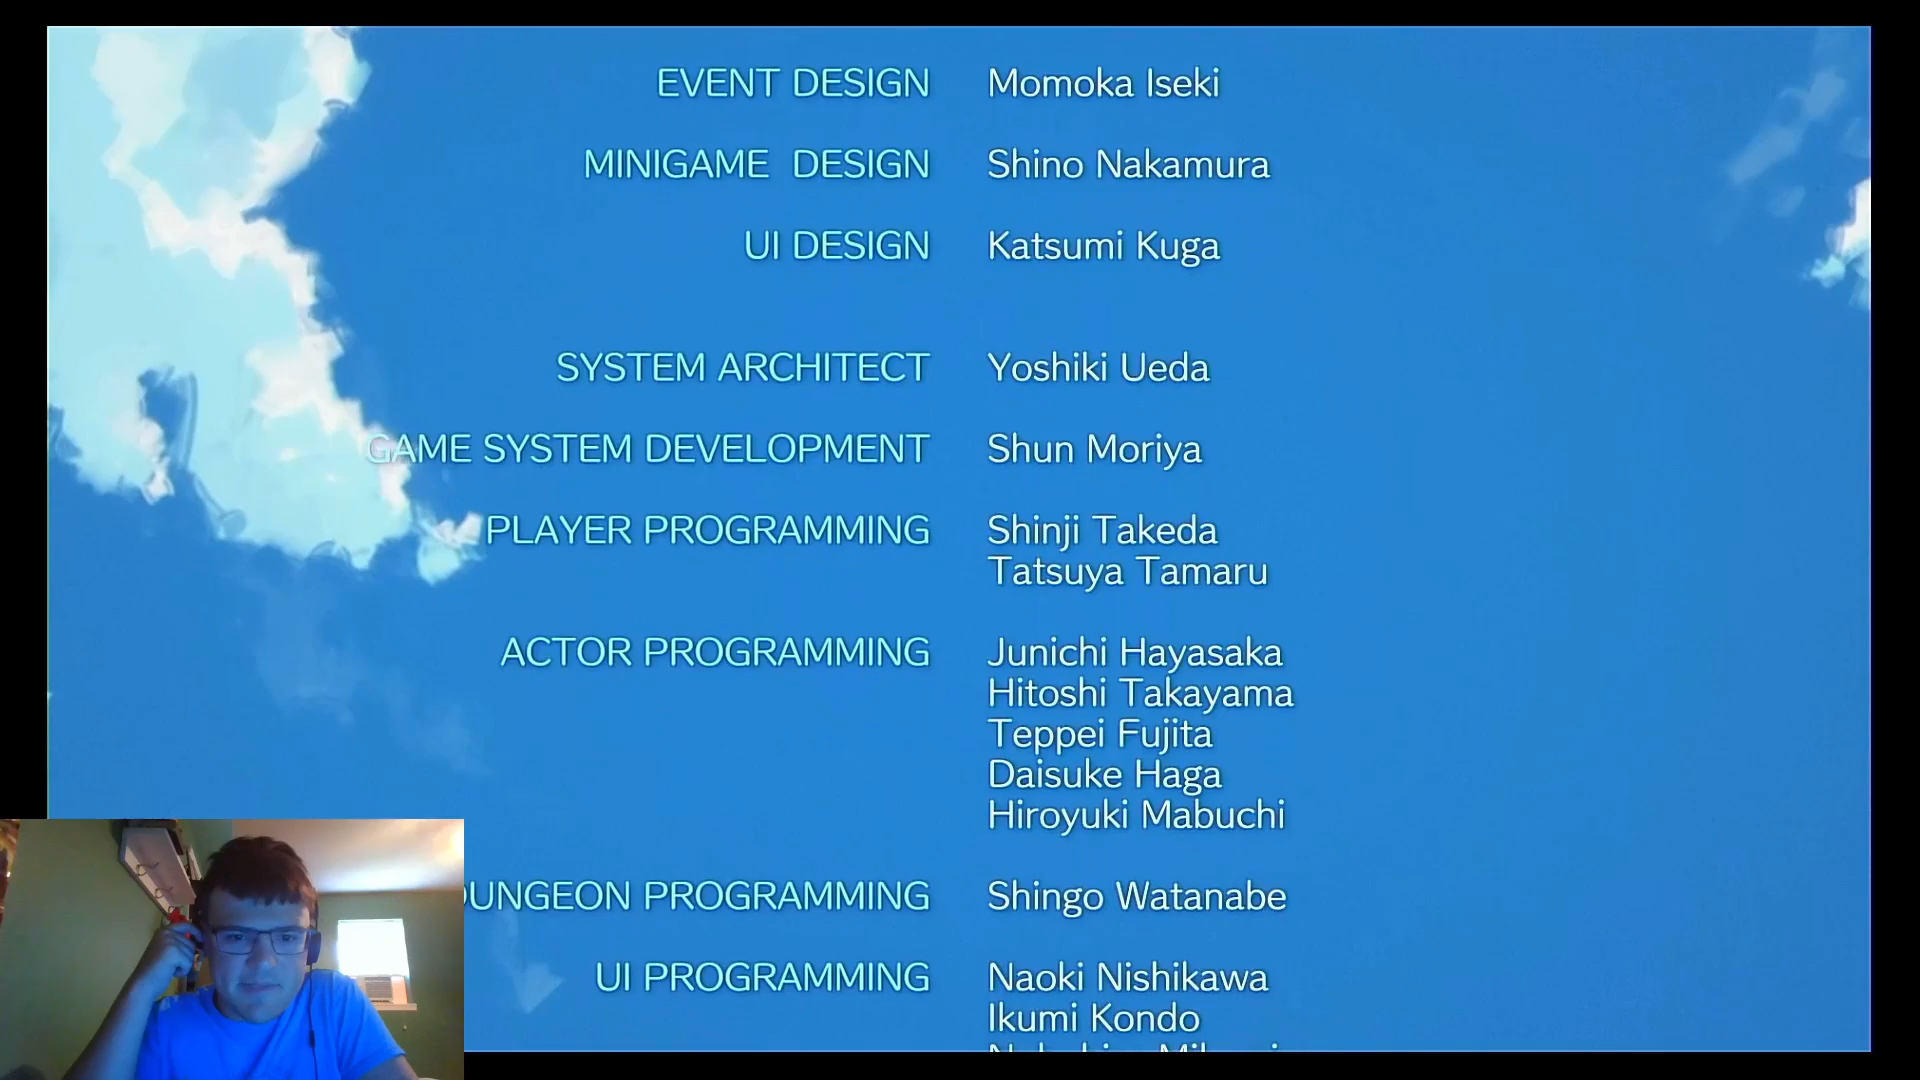 EVENT DESIGN Momoka Iseki
MINIGAME DESIGN Shino Nakamura
UI DESIGN Katsumi Kuga
SYSTEM ARCHITECT Yoshiki Ueda
GAME SYSTEM DEVELOPMENT Shun Moriya
PLAYER PROGRAMMING Shinji Takeda
Tatsuya Tamaru
ACTOR PROGRAMMING Junichi Hayasaka
Hitoshi Takayama
Teppei Fujita
Daisuke Haga
Hiroyuki Mabuchi
UNGEON PROGRAMMING Shingo Watanabe
UI PROGRAMMING Naoki Nishikawa
Ikumi Kondo